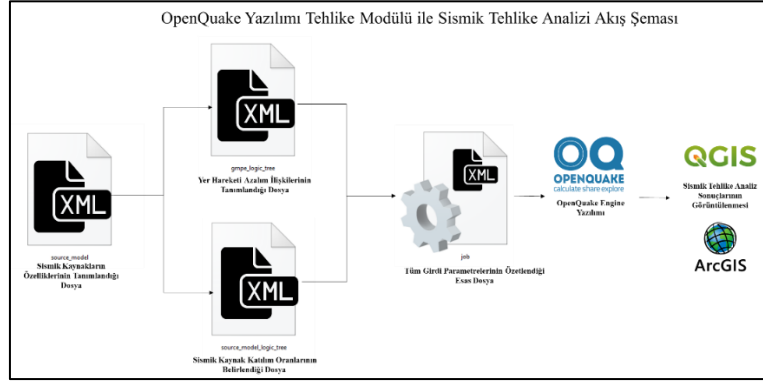 OpenQuake Yazılımı Tehlike Modülü ile Sismik Tehlike Analizi Akış Şeması
XML
gmpe_logic_tree
Yer Hareketi Azalım İlişkilerinin
Tanımlandığı Dosya
XML
source_model
Sismik Kaynakların
Özelliklerinin Tanımlandığı
Dosya
XML
source_model_logic_tree
Sismik Kaynak Katılım Oranlarının
Belirlendiği Dosya
XML
job
Tüm Girdi Parametrelerinin Özetlendiği
Esas Dosya
OQ
OPENQUAKE
calculate share explore
OpenQuake Engine
Yazılımı
QGIS
Sismik Tehlike Analiz
Sonuçlarının
Görüntülenmesi
ArcGIS